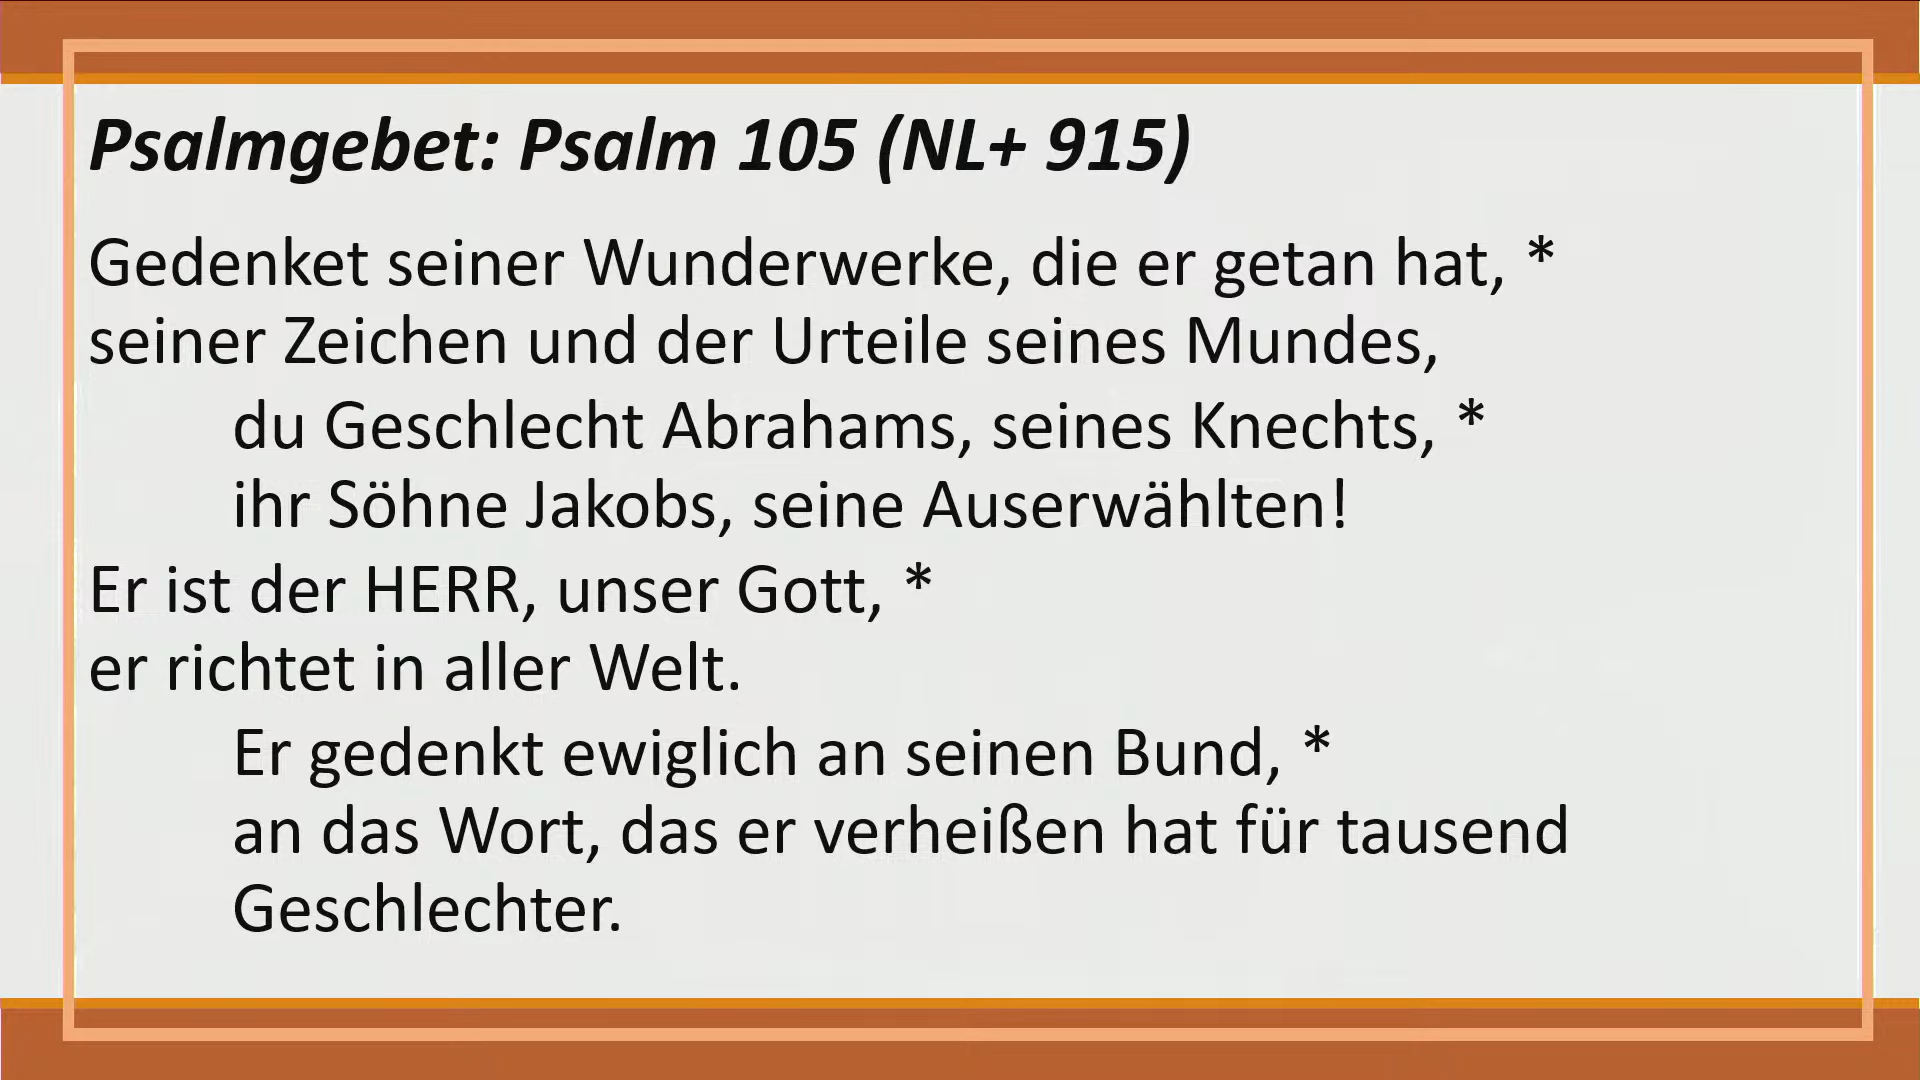 Psalmgebet: Psalm 105 (NL+ 915)
Gedenket seiner Wunderwerke, die er getan hat, *
seiner Zeichen und der Urteile seines Mundes,
du Geschlecht Abrahams, seines Knechts, *
ihr Söhne Jakobs, seine Auserwählten!
Er ist der HERR, unser Gott, *
er richtet in aller Welt.
Er gedenkt ewiglich an seinen Bund, *
an das Wort, das er verheißen hat für tausend
Geschlechter.